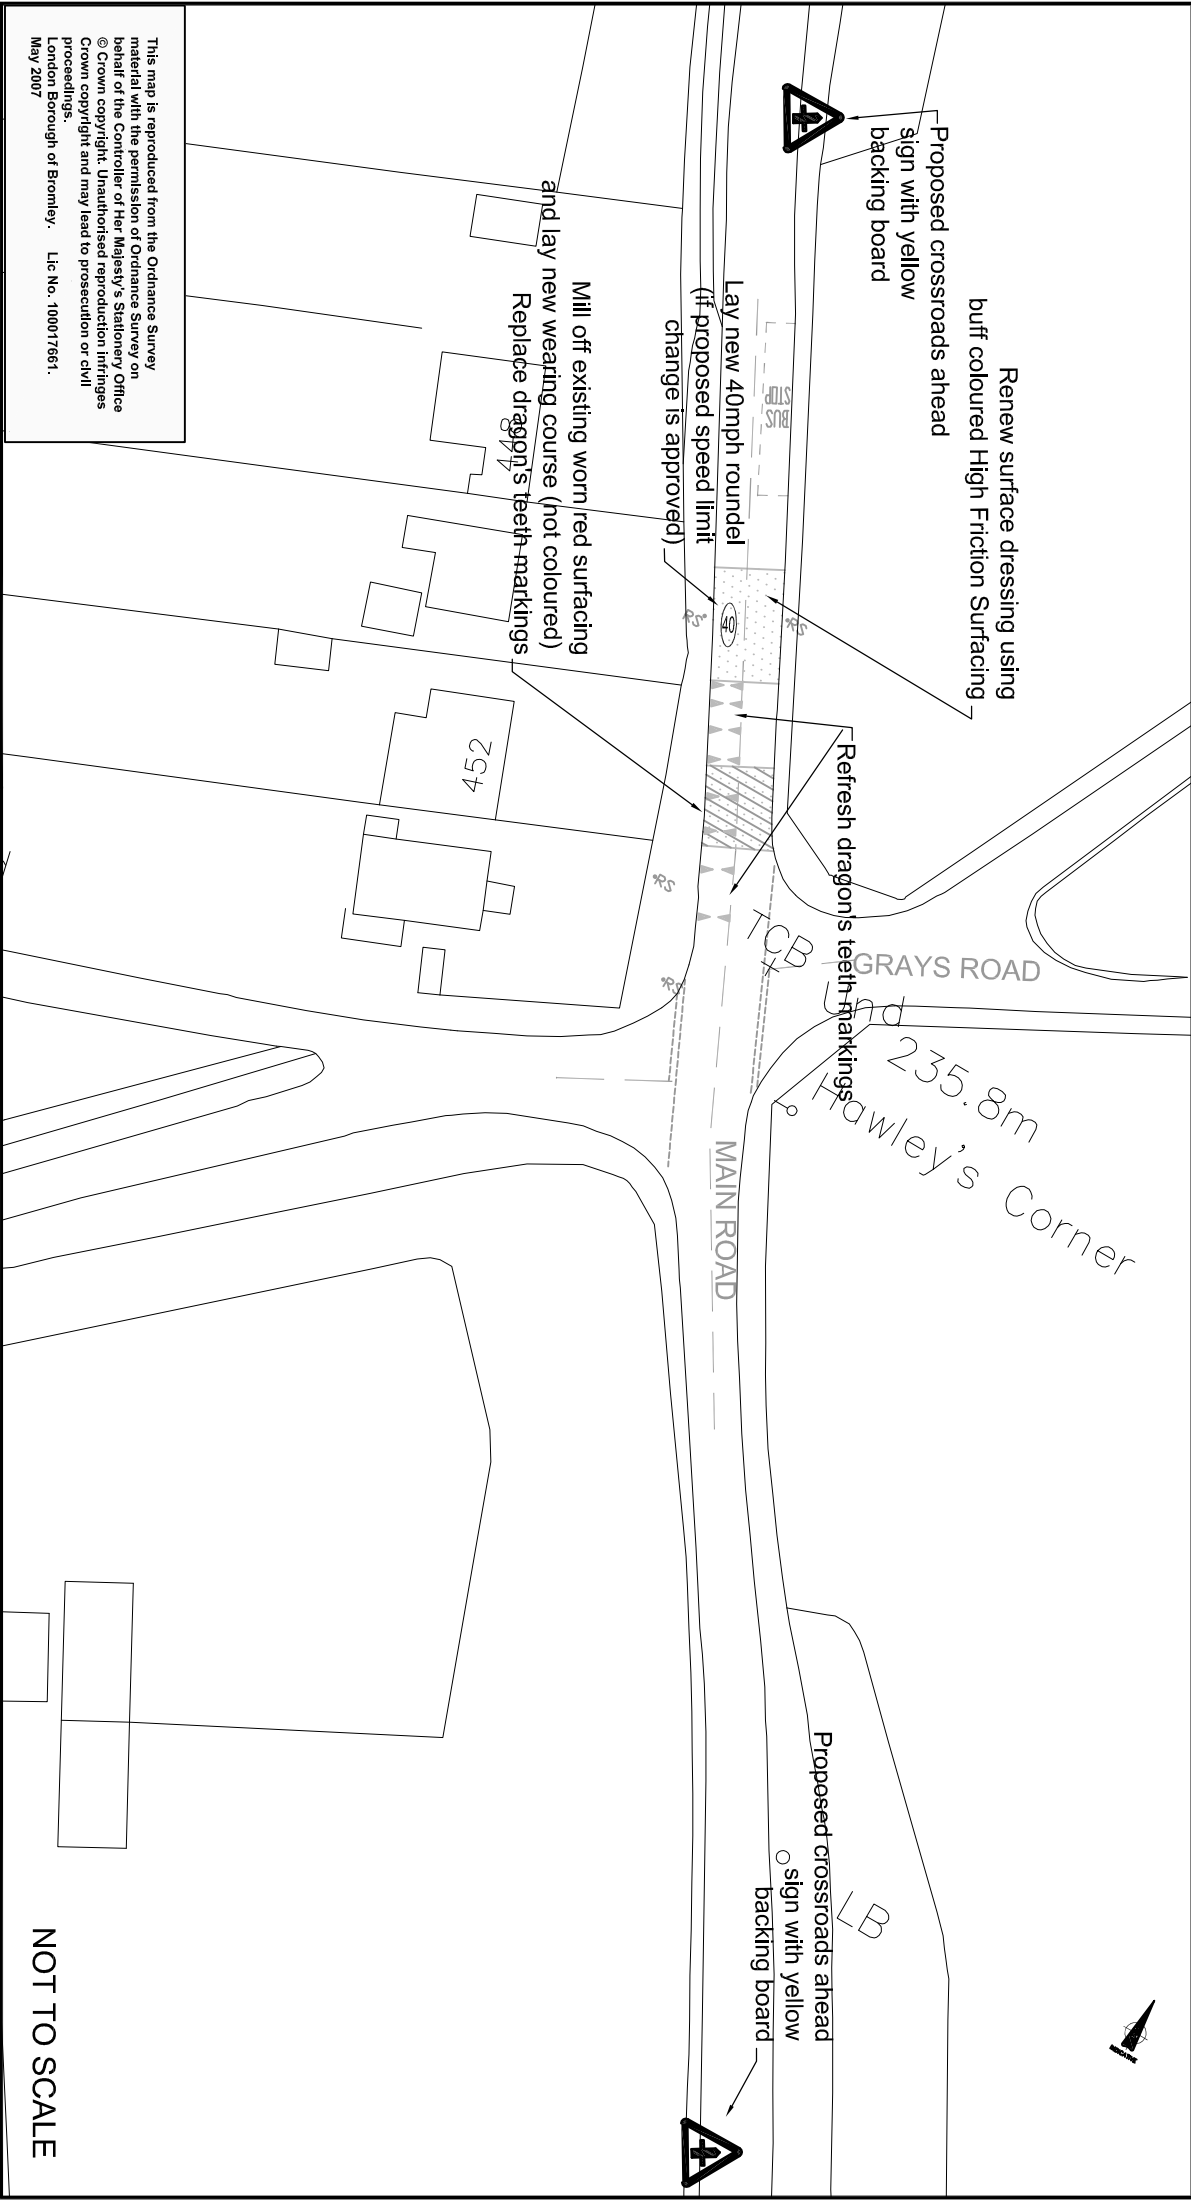 Proposed crossroads ahead
sign with yellow
backing board
Renew surface dressing using
buff coloured High Friction Surfacing
BUS
STOP
Lay new 40mph roundel
(if proposed speed limit
change is approved)
Mill off existing worn red surfacing
and lay new wearing course (not coloured)
Replace dragon's teeth markings
448
40
RS
RS
Refresh dragon's teeth markings
452
RS
RS
TCB
GRAYS ROAD
Und
235.8m
Hawley's Corner
MAIN ROAD
Proposed crossroads ahead
sign with yellow
backing board
LB
NOT TO SCALE
This map is reproduced from the Ordnance Survey
material with the permission of Ordnance Survey on
behalf of the Controller of Her Majesty's Stationery Office
© Crown copyright. Unauthorised reproduction infringes
Crown copyright and may lead to prosecution or civil
proceedings.
London Borough of Bromley. Lic No. 100017661.
May 2007